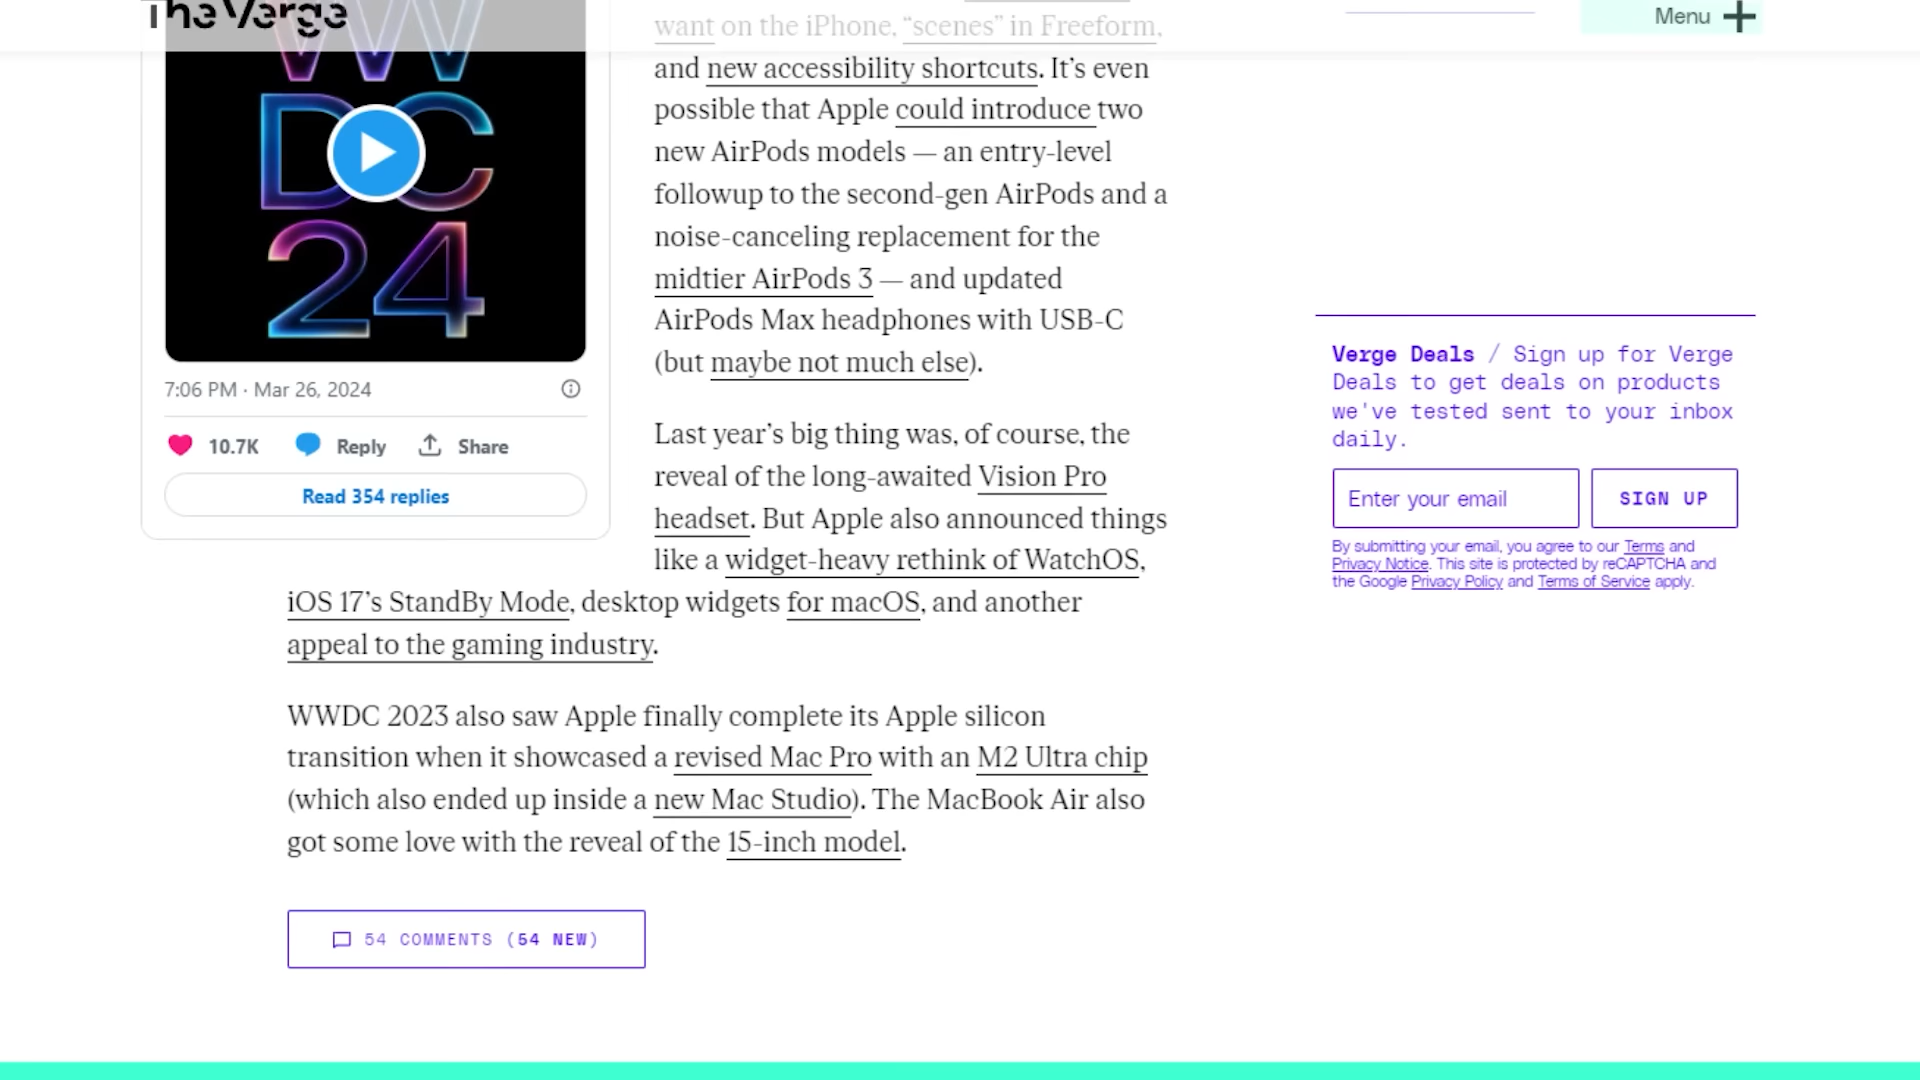 The Verge
Menu
want on the iPhone, “scenes” in Freeform,
and new accessibility shortcuts. It’s even
possible that Apple could introduce two
new AirPods models — an entry-level
followup to the second-gen AirPods and a
noise-canceling replacement for the
midtier AirPods 3 — and updated
AirPods Max headphones with USB-C
(but maybe not much else).
WW
DC
24
7:06 PM · Mar 26, 2024
10.7K Reply Share
Read 354 replies
Last year’s big thing was, of course, the
reveal of the long-awaited Vision Pro
headset. But Apple also announced things
like a widget-heavy rethink of WatchOS,
iOS 17’s StandBy Mode, desktop widgets for macOS, and another
appeal to the gaming industry.
WWDC 2023 also saw Apple finally complete its Apple silicon
transition when it showcased a revised Mac Pro with an M2 Ultra chip
(which also ended up inside a new Mac Studio). The MacBook Air also
got some love with the reveal of the 15-inch model.
54 COMMENTS (54 NEW)
Verge Deals / Sign up for Verge
Deals to get deals on products
we've tested sent to your inbox
daily.
Enter your email
SIGN UP
By submitting your email, you agree to our Terms and
Privacy Notice. This site is protected by reCAPTCHA and
the Google Privacy Policy and Terms of Service apply.